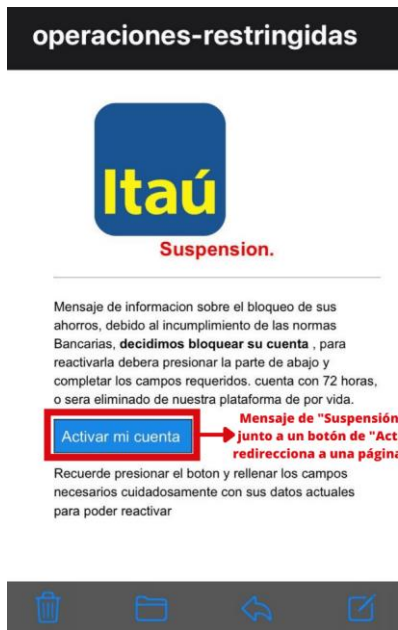 operaciones-restringidas
Itaú
Suspension.
Mensaje de informacion sobre el bloqueo de sus
ahorros, debido al incumplimiento de las normas
Bancarias, decidimos bloquear su cuenta , para
reactivarla debera presionar la parte de abajo y
completar los campos requeridos. cuenta con 72 horas,
o sera eliminado de nuestra plataforma de por vida.
Activar mi cuenta
Mensaje de "Suspensión
junto a un botón de "Act
redirecciona a una página
Recuerde presionar el boton y rellenar los campos
necesarios cuidadosamente con sus datos actuales
para poder reactivar